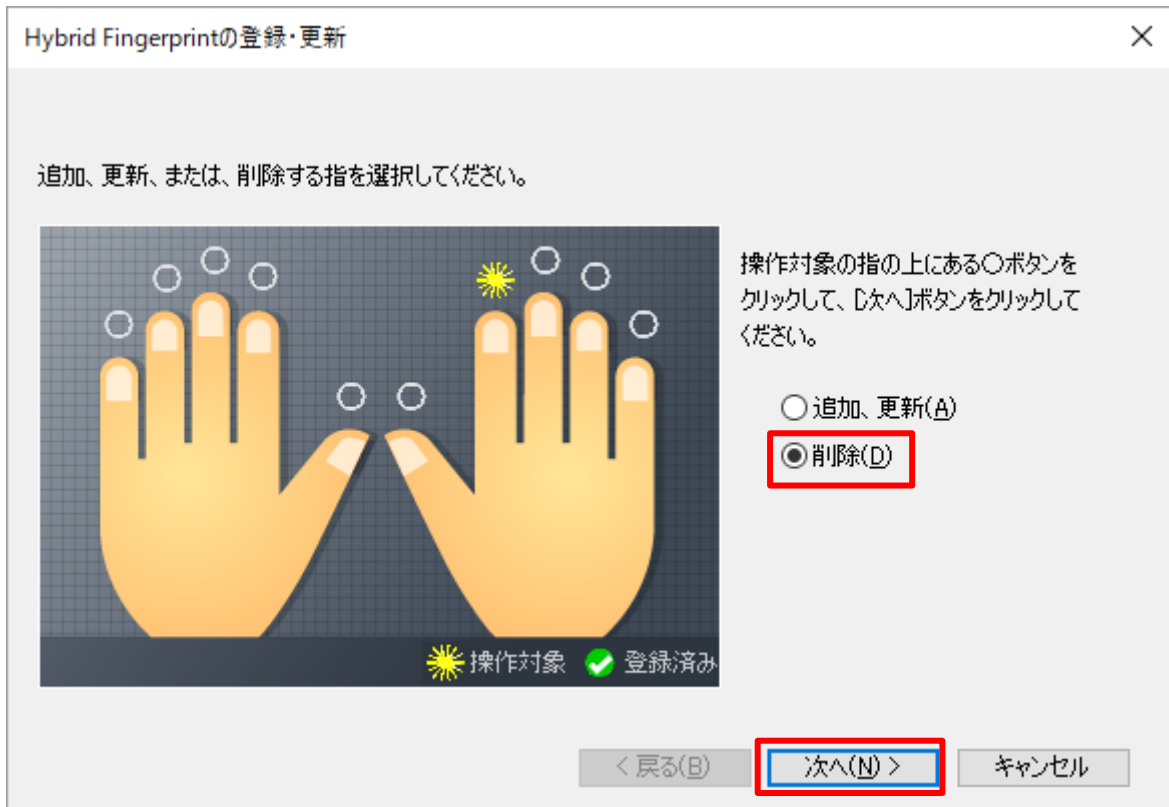 Hybrid Fingerprintの登録・更新
追加、更新、または、削除する指を選択してください。
操作対象の指の上にある○ボタンを
クリックして、[次へ]ボタンをクリックして
ください。
追加、更新(A)
削除(D)
操作対象 登録済み
< 戻る(B) 次へ(N) > キャンセル